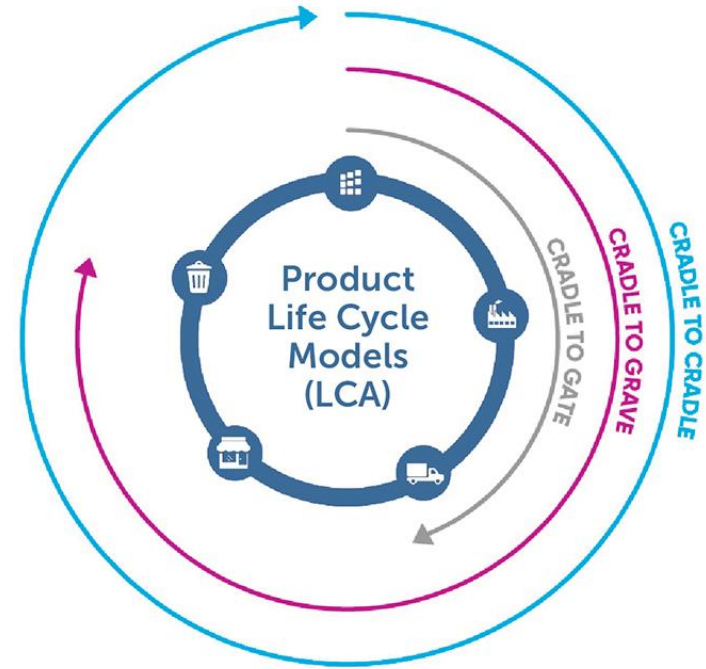 Product
Life Cycle
Models
(LCA)
CRADLE TO GATE
CRADLE TO GRAVE
CRADLE TO CRADLE